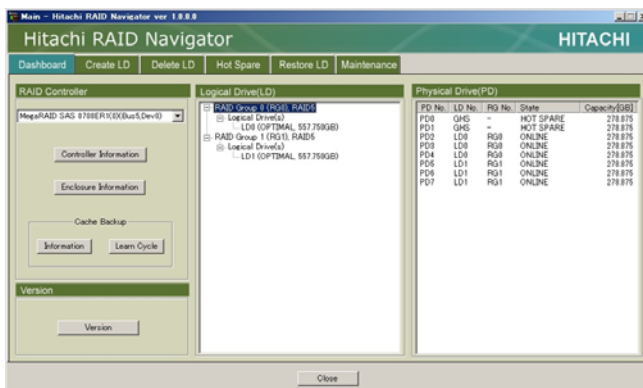 Main - Hitachi RAID Navigator ver 1.0.0.0
Hitachi RAID Navigator
HITACHI
Dashboard
Create LD
Delete LD
Hot Spare
Restore LD
Maintenance
RAID Controller
MegaRAID SAS 8708ER1(0)(Bus5,Dev0)
Controller Information
Enclosure Information
Cache Backup
Information
Learn Cycle
Version
Version
Logical Drive(LD)
RAID Group 0 (RG0), RAID5
Logical Drive(s)
LD0 (OPTIMAL, 557.750GB)
RAID Group 1 (RG1), RAID5
Logical Drive(s)
LD1 (OPTIMAL, 557.750GB)
Physical Drive(PD)
PD No. LD No. RG No. State Capacity[GB]
PD0 GHS - HOT SPARE 278.875
PD1 GHS - HOT SPARE 278.875
PD2 LD0 RG0 ONLINE 278.875
PD3 LD0 RG0 ONLINE 278.875
PD4 LD0 RG0 ONLINE 278.875
PD5 LD1 RG1 ONLINE 278.875
PD6 LD1 RG1 ONLINE 278.875
PD7 LD1 RG1 ONLINE 278.875
Close